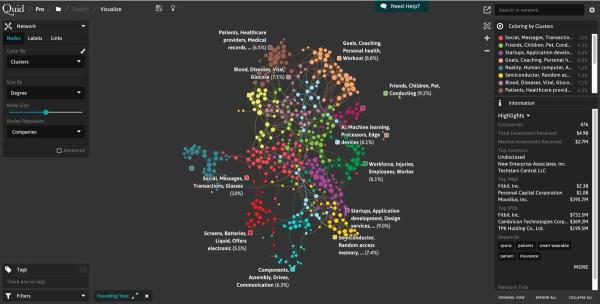 Quid
Pro
Search
Visualize
Need Help?
Search in network
Network
Nodes
Labels
Links
Color By
Clusters
Size By
Degree
Node Size
Nodes Represent
Companies
Advanced
Tags
There are no tags
Filters
Founding Year
Patients, Healthcare
providers, Medical
records, ... (6.5%)
Goals, Coaching,
Personal health,
Workout (8.8%)
Blood, Diseases, Vital,
Glucose (7.1%)
Friends, Children, Pet,
Conducting (9.2%)
AI, Machine learning,
Processors, Edge
devices (6.1%)
Workforce, Injuries,
Employees, Worker
(6.1%)
Social, Messages,
Transactions, Glasses
(10%)
Startups, Application
development, Design
services, ... (9.0%)
Screens, Batteries,
Liquid, Offers
electronic (5.5%)
Semiconductor,
Random access
memory, ... (7.4%)
Components,
Assembly, Drives,
Communication (6.3%)
Coloring by Clusters
Social, Messages, Transactio... 10%
Friends, Children, Pet, Cond... 9.2%
Startups, Application develop... 9.0%
Goals, Coaching, Personal h... 8.8%
Reality, Human computer, A...
Semiconductor, Random ac... 7.4%
Blood, Diseases, Vital, Gluco... 7.1%
Patients, Healthcare provid... 6.5%
Information
Highlights
Companies 476
Total Investment Received $4.9B
Median Investment Received $2.7M
Top Investors
Undisclosed
New Enterprise Associates, Inc.
Techstars Central LLC
Top M&A
Fitbit, Inc. $2.3B
Personal Capital Corporation $1.0B
Movidius, Inc. $395.7M
Top IPOs
Fitbit, Inc. $731.5M
Cambricon Technologies Corp... $369.2M
TPK Holding Co., Ltd. $199.5M
Keywords
sports
patients
smart wearable
patient
insurance
MORE
Network Title
ORIGINAL VIEW
EXPAND ALL
COLLAPSE ALL